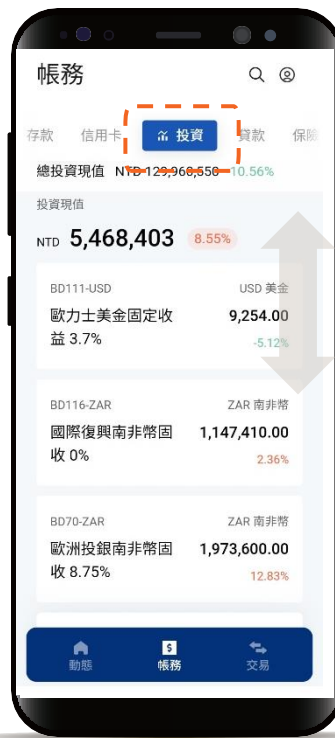 帳務
存款 信用卡 投資 貸款 保險
總投資現值 NTD 129,960,550 10.56%
投資現值
NTD 5,468,403 8.55%
BD111-USD USD 美金
歐力士美金固定收 9,254.00
益 3.7% -5.12%
BD116-ZAR ZAR 南非幣
國際復興南非幣固 1,147,410.00
收 0% 2.36%
BD70-ZAR ZAR 南非幣
歐洲投銀南非幣固 1,973,600.00
收 8.75% 12.83%
動態 帳務 交易